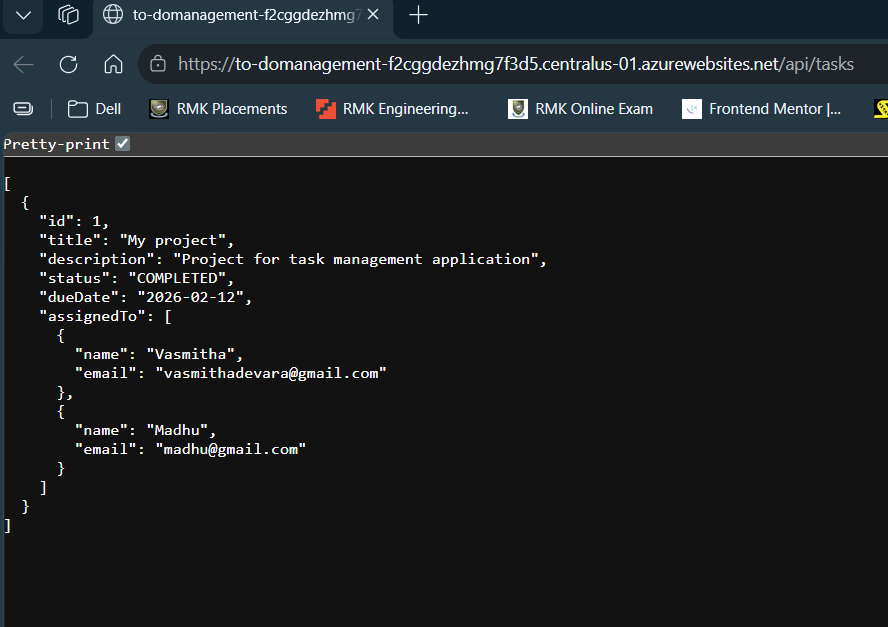 to-domanagement-f2cggdezhmg7
https://to-domanagement-f2cggdezhmg7f3d5.centralus-01.azurewebsites.net/api/tasks
Dell RMK Placements RMK Engineering... RMK Online Exam Frontend Mentor |...
Pretty-print
[
  {
    "id": 1,
    "title": "My project",
    "description": "Project for task management application",
    "status": "COMPLETED",
    "dueDate": "2026-02-12",
    "assignedTo": [
      {
        "name": "Vasmitha",
        "email": "vasmithadevara@gmail.com"
      },
      {
        "name": "Madhu",
        "email": "madhu@gmail.com"
      }
    ]
  }
]